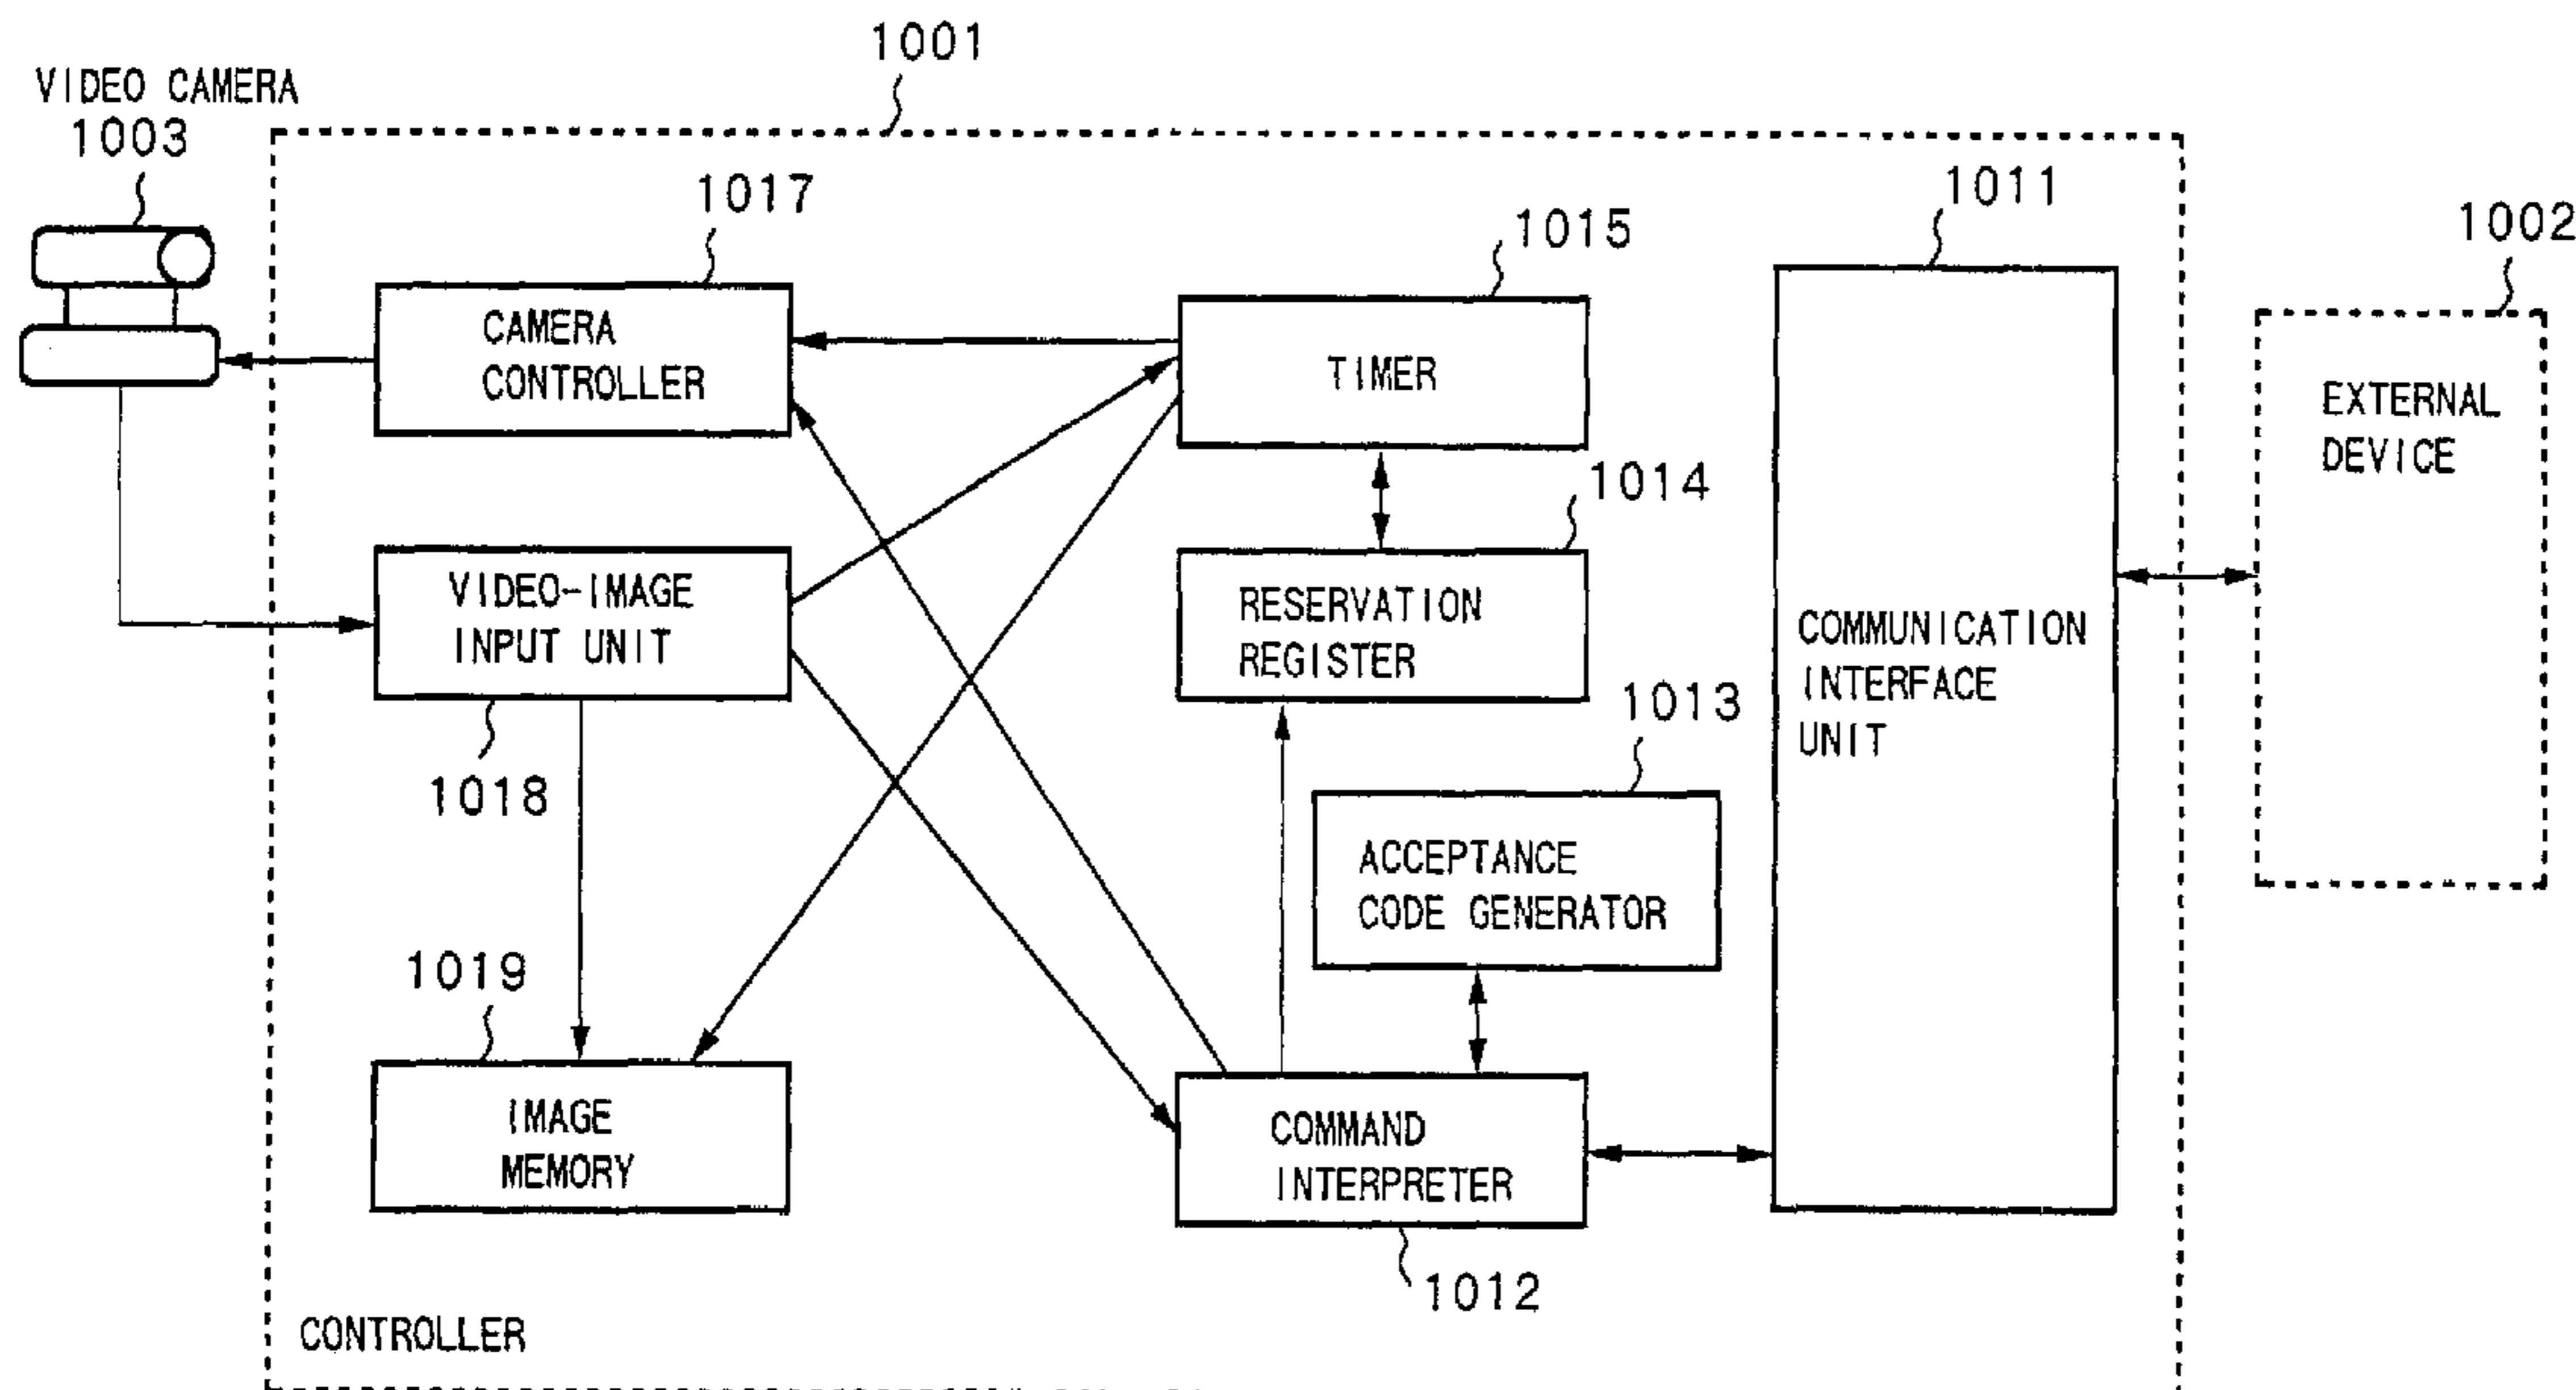 1001
VIDEO CAMERA
1003
1017
1011
1015
1002
CAMERA
CONTROLLER
TIMER
EXTERNAL
DEVICE
1014
VIDEO-IMAGE
INPUT UNIT
RESERVATION
REGISTER
COMMUNICATION
INTERFACE
UNIT
1013
1018
ACCEPTANCE
CODE GENERATOR
1019
IMAGE
MEMORY
COMMAND
INTERPRETER
1012
CONTROLLER